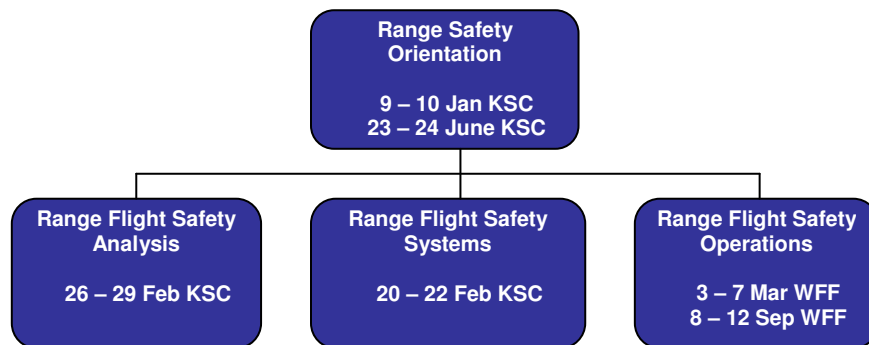 Range Safety
Orientation
9 – 10 Jan KSC
23 – 24 June KSC
Range Flight Safety
Analysis
26 – 29 Feb KSC
Range Flight Safety
Systems
20 – 22 Feb KSC
Range Flight Safety
Operations
3 – 7 Mar WFF
8 – 12 Sep WFF